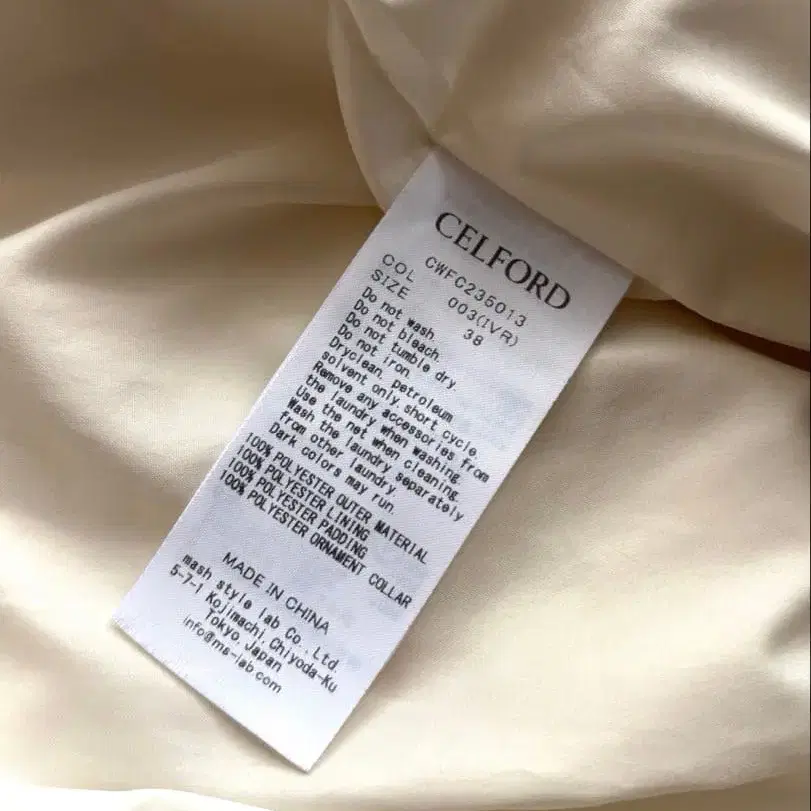 CELFORD
CWFC235013
COL 003(IVR)
SIZE 38
Do not wash.
Do not bleach.
Do not tumble dry.
Do not iron.
Dryclean, petroleum
solvent only,short cycle.
Remove any accessories from
the laundry when washing.
Use the net when cleaning.
Wash the laundry separately
from other laundry.
Dark colors may run.
100% POLYESTER OUTER MATERIAL
100% POLYESTER LINING
100% POLYESTER PADDING
100% POLYESTER ORNAMENT COLLAR
MADE IN CHINA
mash style lab Co., Ltd.
5-7-1 Kojimachi, Chiyoda-Ku
Tokyo, Japan
info@ms-lab.com